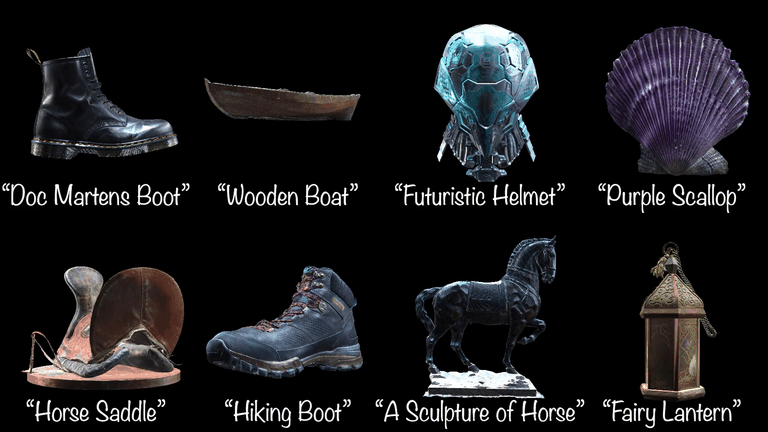 “Doc Martens Boot”
“Wooden Boat”
“Futuristic Helmet”
“Purple Scallop”
“Horse Saddle”
“Hiking Boot”
“A Sculpture of Horse”
“Fairy Lantern”